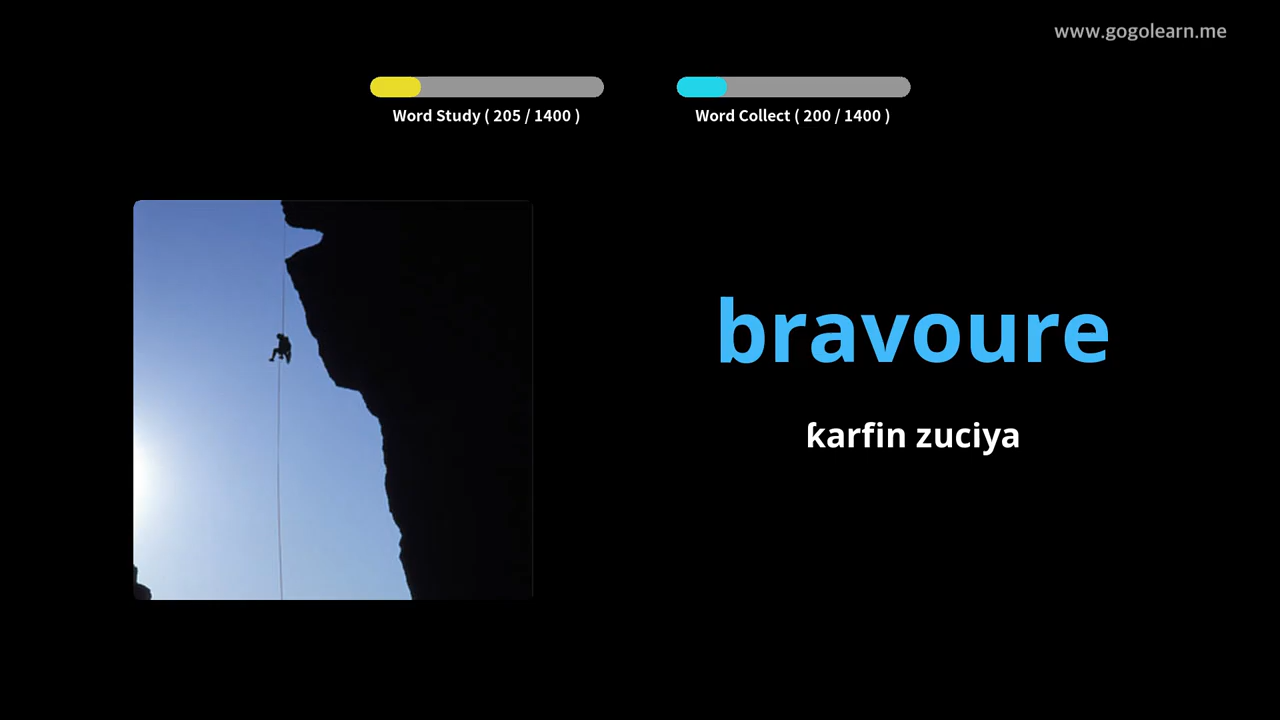 www.gogolearn.me
Word Study ( 205 / 1400 )
Word Collect ( 200 / 1400 )
bravoure
ƙarfin zuciya